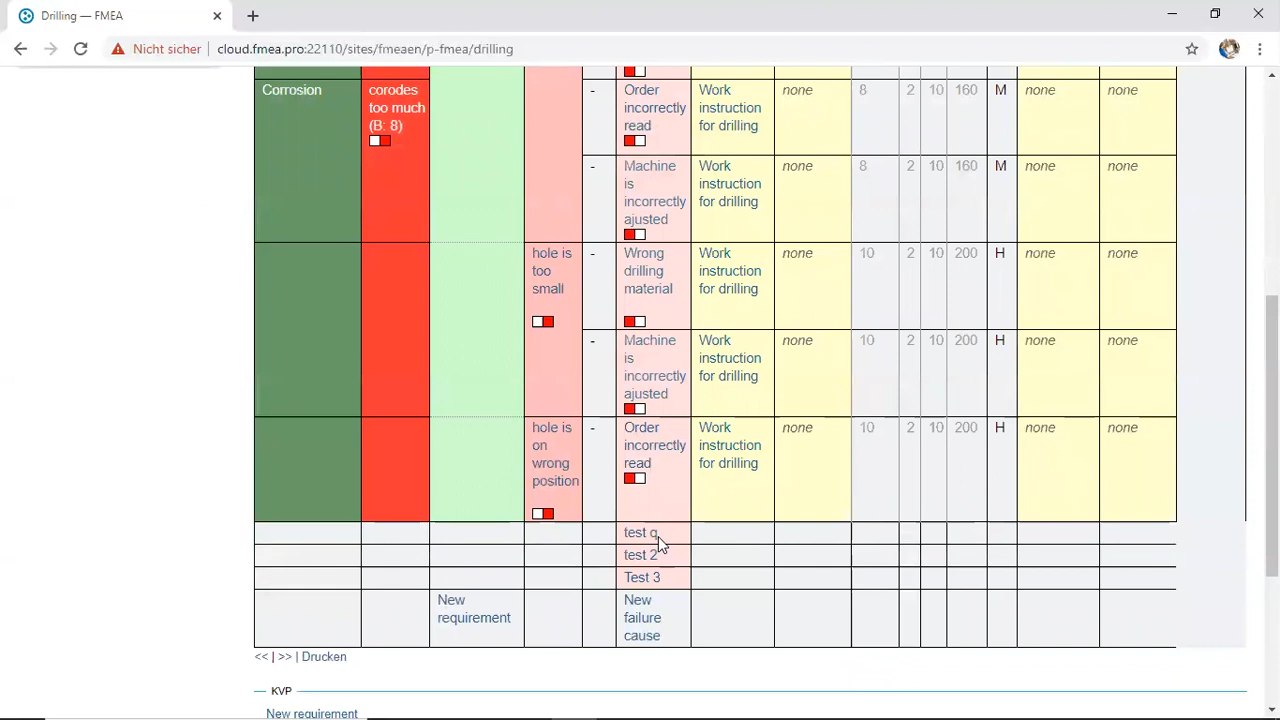 Drilling — FMEA
Nicht sicher
cloud.fmea.pro:22110/sites/fmeaen/p-fmea/drilling
Corrosion
corodes
too much
(B: 8)
-
Order
incorrectly
read
Work
instruction
for drilling
none
8
2
10
160
M
none
none
-
Machine
is
incorrectly
ajusted
Work
instruction
for drilling
none
8
2
10
160
M
none
none
hole is
too
small
-
Wrong
drilling
material
Work
instruction
for drilling
none
10
2
10
200
H
none
none
-
Machine
is
incorrectly
ajusted
Work
instruction
for drilling
none
10
2
10
200
H
none
none
hole is
on
wrong
position
-
Order
incorrectly
read
Work
instruction
for drilling
none
10
2
10
200
H
none
none
test q
test 2
Test 3
New
requirement
New
failure
cause
<< | >> | Drucken
KVP
New requirement